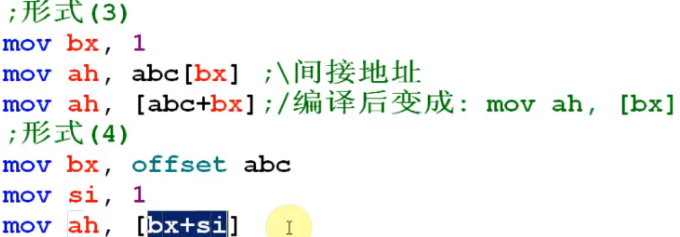 ;形式(3)
mov bx, 1
mov ah, abc[bx] ;\间接地址
mov ah, [abc+bx];/编译后变成: mov ah, [bx]
;形式(4)
mov bx, offset abc
mov si, 1
mov ah, [bx+si]